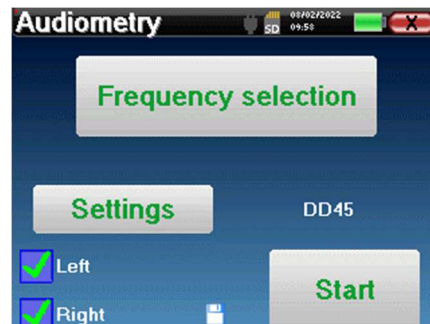 Audiometry
SD
08/02/2022
09:58
X
Frequency selection
Settings
DD45
Left
Start
Right